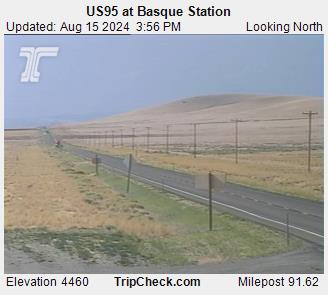 US95 at Basque Station
Updated: Aug 15 2024 3:56 PM Looking North
Elevation 4460 TripCheck.com Milepost 91.62